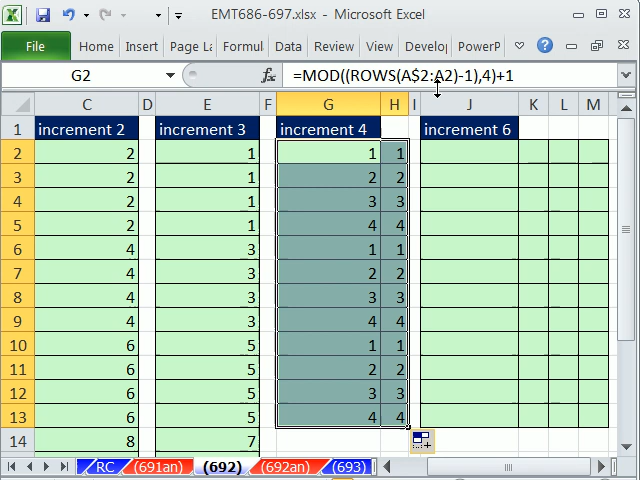 EMT686-697.xlsx - Microsoft Excel
File Home Insert Page La Formul Data Review View Develo PowerP
G2 fx =MOD((ROWS(A$2:A2)-1),4)+1
C D E F G H I J K L M
1 increment 2 increment 3 increment 4 increment 6
2 2 1 1 1
3 2 1 2 2
4 2 1 3 3
5 2 1 4 4
6 4 3 1 1
7 4 3 2 2
8 4 3 3 3
9 4 3 4 4
10 6 5 1 1
11 6 5 2 2
12 6 5 3 3
13 6 5 4 4
14 8 7
RC (691an) (692) (692an) (693)